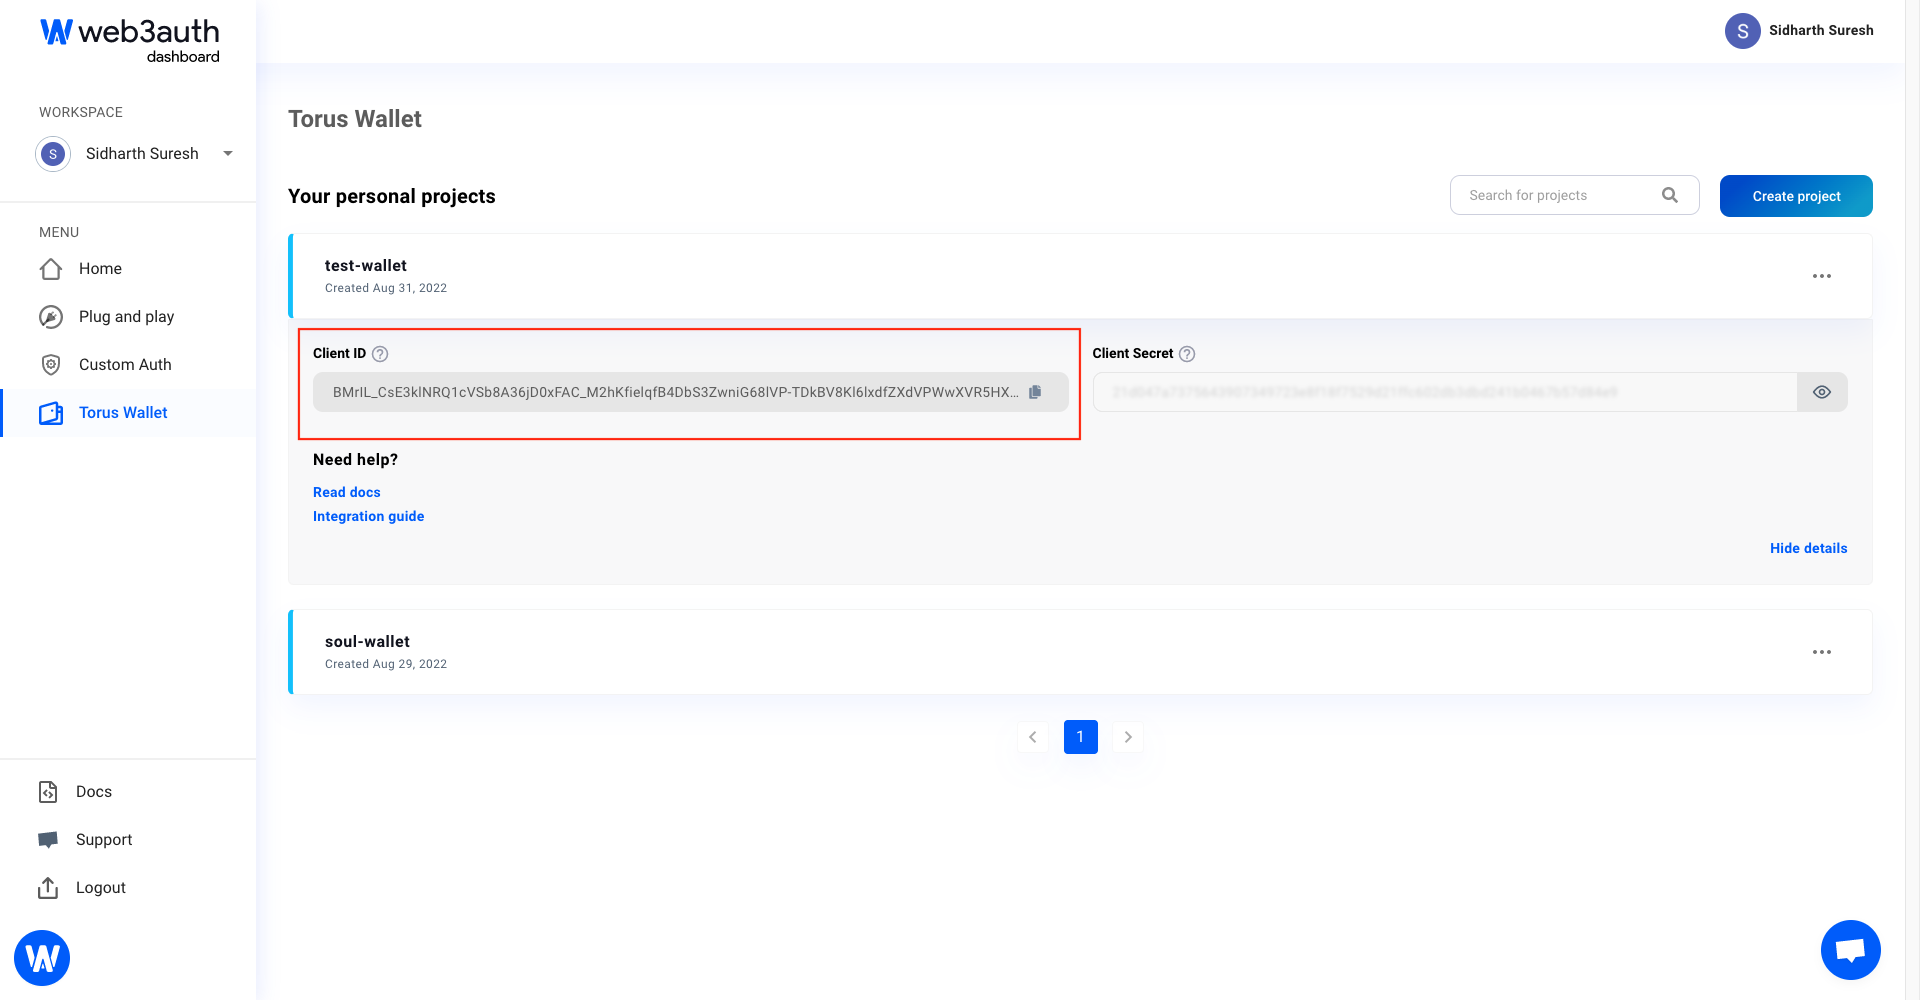 web3auth
dashboard
Sidharth Suresh
WORKSPACE
S Sidharth Suresh
MENU
Home
Plug and play
Custom Auth
Torus Wallet
Docs
Support
Logout
S
Torus Wallet
Your personal projects
Search for projects
Create project
test-wallet
Created Aug 31, 2022
Client ID
BMrIL_CsE3klNRQ1cVSb8A36jD0xFAC_M2hKfielqfB4DbS3ZwniG68lVP-TDkBV8Kl6lxdfZXdVPWwXVR5HX...
Client Secret
Need help?
Read docs
Integration guide
Hide details
soul-wallet
Created Aug 29, 2022
1